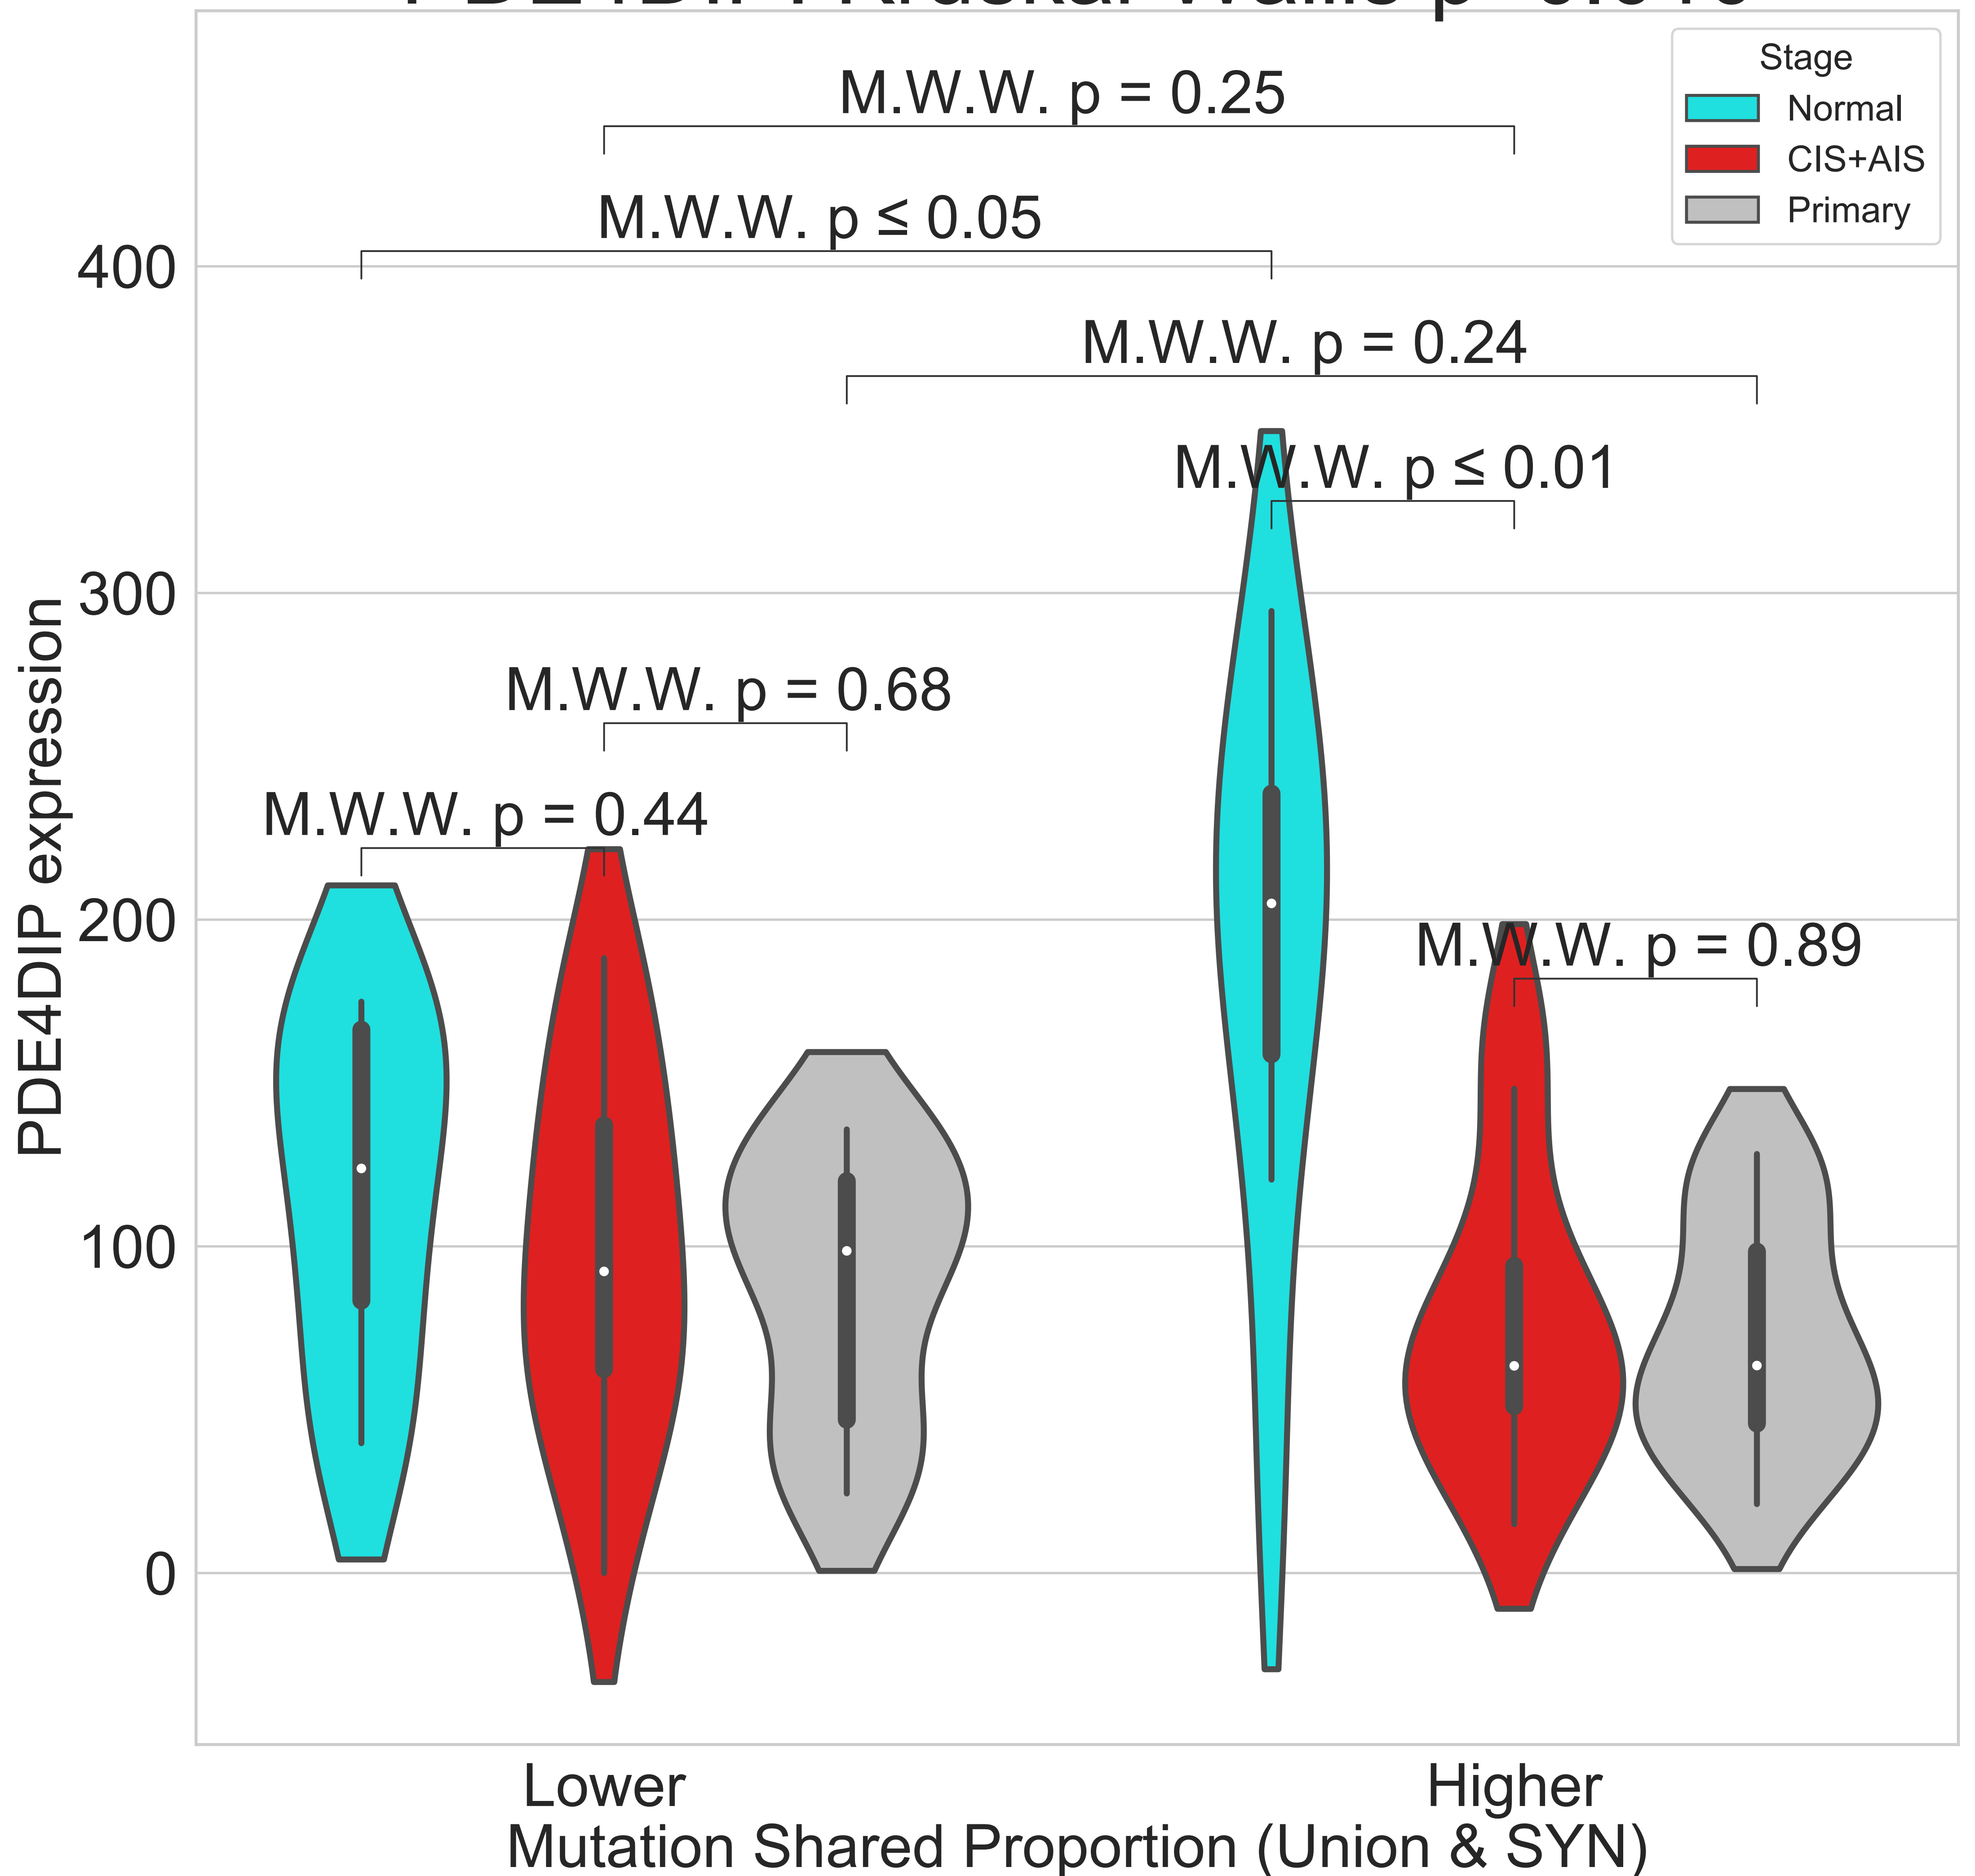 M.W.W. p = 0.25
Stage
Normal
CIS+AIS
Primary
M.W.W. p ≤ 0.05
400
M.W.W. p = 0.24
M.W.W. p ≤ 0.01
300
M.W.W. p = 0.68
M.W.W. p = 0.44
200
M.W.W. p = 0.89
100
0
PDE4DIP expression
Lower
Higher
Mutation Shared Proportion (Union & SYN)